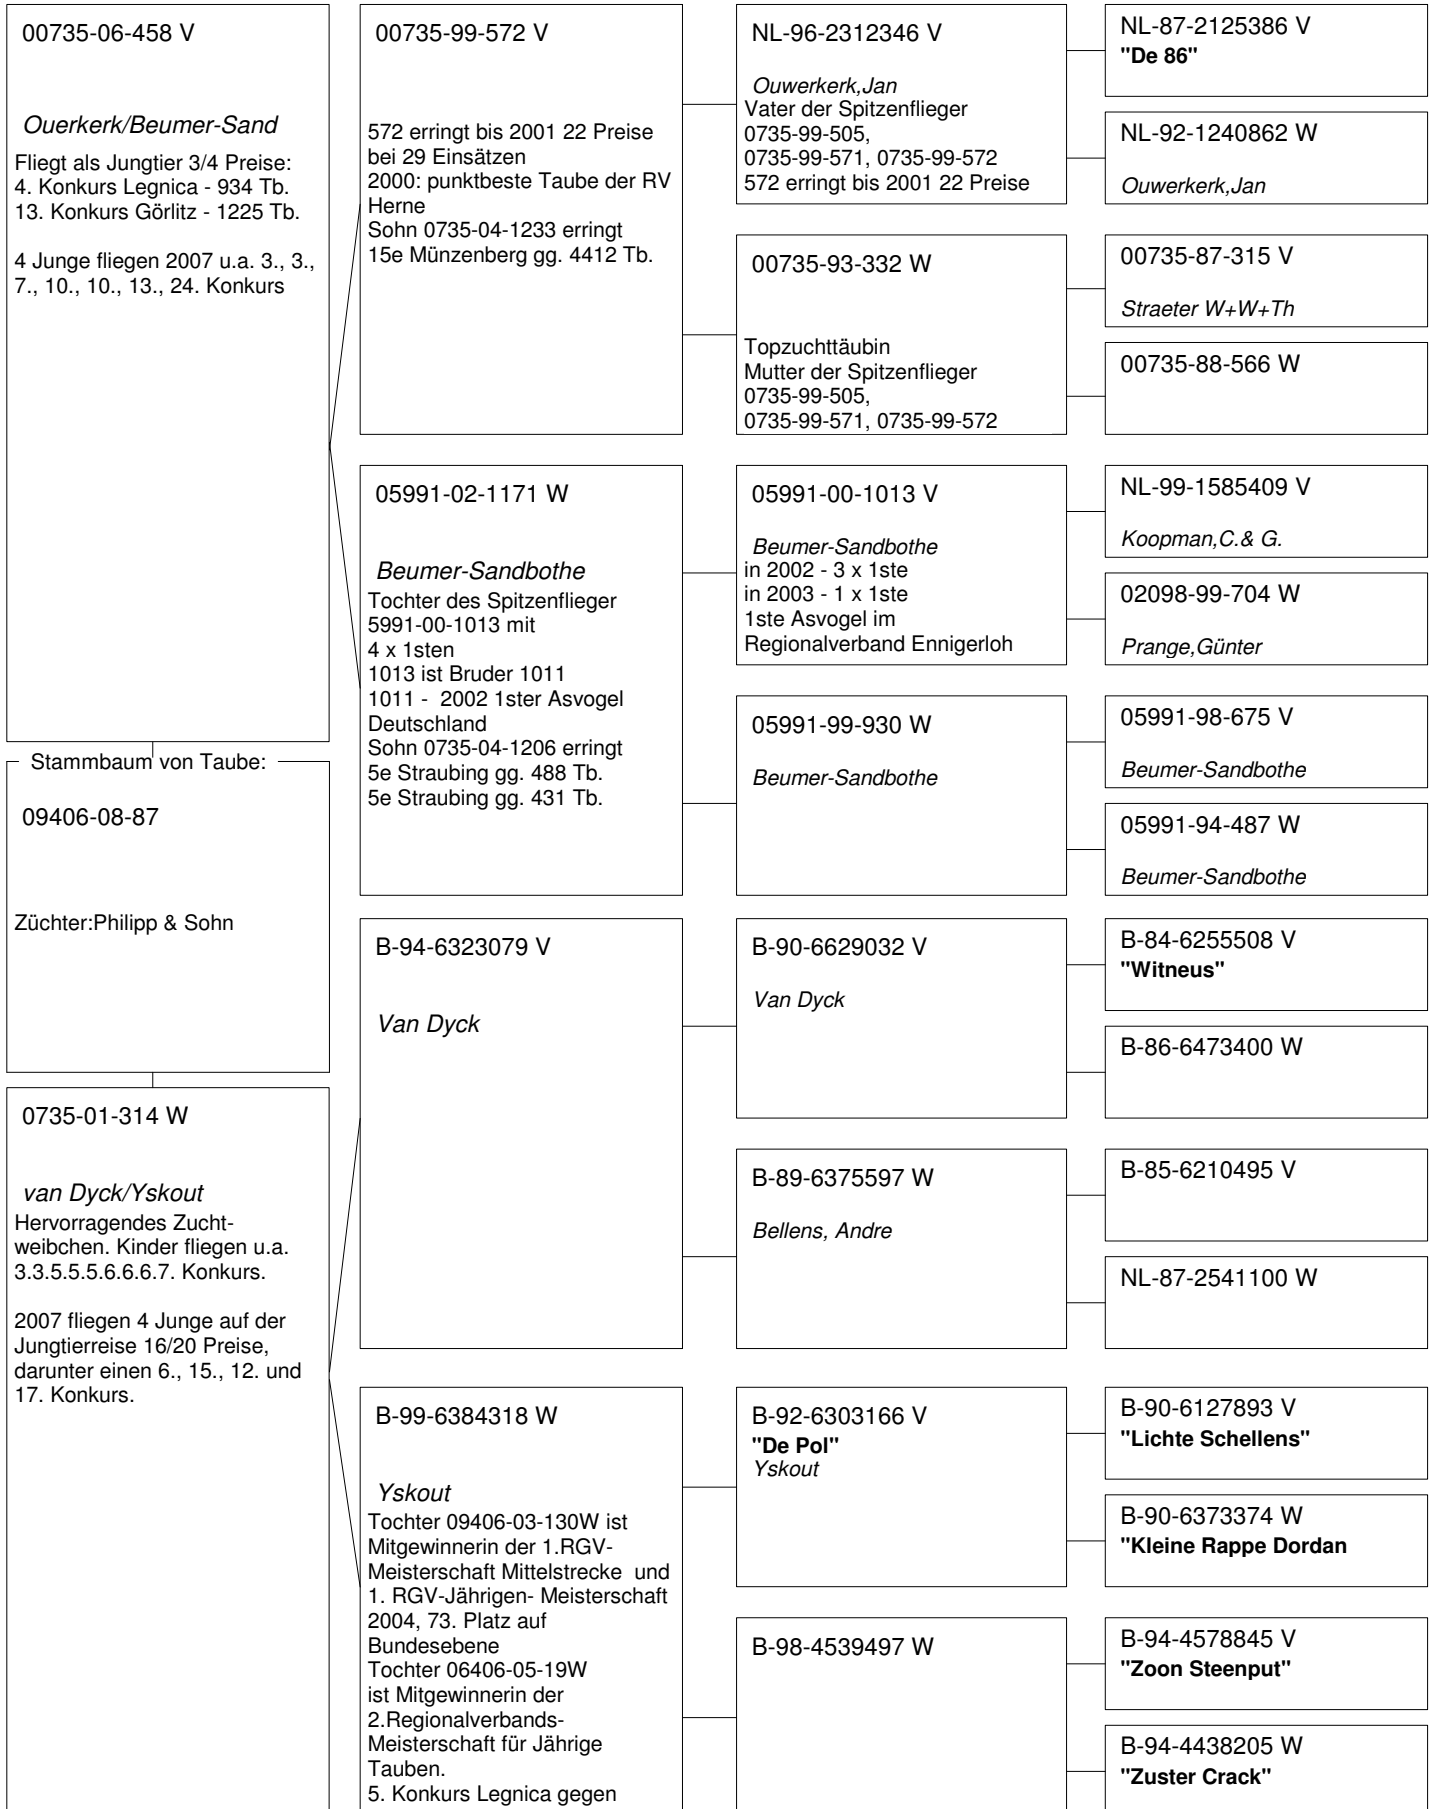 00735-06-458 V
Ouerkerk/Beumer-Sand
Fliegt als Jungtier 3/4 Preise:
4. Konkurs Legnica - 934 Tb.
13. Konkurs Görlitz - 1225 Tb.
4 Junge fliegen 2007 u.a. 3., 3.,
7., 10., 10., 13., 24. Konkurs
Stammbaum von Taube:
09406-08-87
Züchter:Philipp & Sohn
0735-01-314 W
van Dyck/Yskout
Hervorragendes Zucht-
weibchen. Kinder fliegen u.a.
3.3.5.5.5.6.6.6.7. Konkurs.
2007 fliegen 4 Junge auf der
Jungtierreise 16/20 Preise,
darunter einen 6., 15., 12. und
17. Konkurs.
00735-99-572 V
572 erringt bis 2001 22 Preise
bei 29 Einsätzen
2000: punktbeste Taube der RV
Herne
Sohn 0735-04-1233 erringt
15e Münzenberg gg. 4412 Tb.
05991-02-1171 W
Beumer-Sandbothe
Tochter des Spitzenflieger
5991-00-1013 mit
4 x 1sten
1013 ist Bruder 1011
1011 -  2002 1ster Asvogel
Deutschland
Sohn 0735-04-1206 erringt
5e Straubing gg. 488 Tb.
5e Straubing gg. 431 Tb.
B-94-6323079 V
Van Dyck
B-99-6384318 W
Yskout
Tochter 09406-03-130W ist
Mitgewinnerin der 1.RGV-
Meisterschaft Mittelstrecke  und
1. RGV-Jährigen- Meisterschaft
2004, 73. Platz auf
Bundesebene
Tochter 06406-05-19W
ist Mitgewinnerin der
2.Regionalverbands-
Meisterschaft für Jährige
Tauben.
5. Konkurs Legnica gegen
NL-96-2312346 V
Ouwerkerk,Jan
Vater der Spitzenflieger
0735-99-505,
0735-99-571, 0735-99-572
572 erringt bis 2001 22 Preise
00735-93-332 W
Topzuchttäubin
Mutter der Spitzenflieger
0735-99-505,
0735-99-571, 0735-99-572
05991-00-1013 V
Beumer-Sandbothe
in 2002 - 3 x 1ste
in 2003 - 1 x 1ste
1ste Asvogel im
Regionalverband Ennigerloh
05991-99-930 W
Beumer-Sandbothe
B-90-6629032 V
Van Dyck
B-89-6375597 W
Bellens, Andre
B-92-6303166 V
"De Pol"
Yskout
B-98-4539497 W
NL-87-2125386 V
"De 86"
NL-92-1240862 W
Ouwerkerk,Jan
00735-87-315 V
Straeter W+W+Th
00735-88-566 W
NL-99-1585409 V
Koopman,C.& G.
02098-99-704 W
Prange,Günter
05991-98-675 V
Beumer-Sandbothe
05991-94-487 W
Beumer-Sandbothe
B-84-6255508 V
"Witneus"
B-86-6473400 W
B-85-6210495 V
NL-87-2541100 W
B-90-6127893 V
"Lichte Schellens"
B-90-6373374 W
"Kleine Rappe Dordan
B-94-4578845 V
"Zoon Steenput"
B-94-4438205 W
"Zuster Crack"